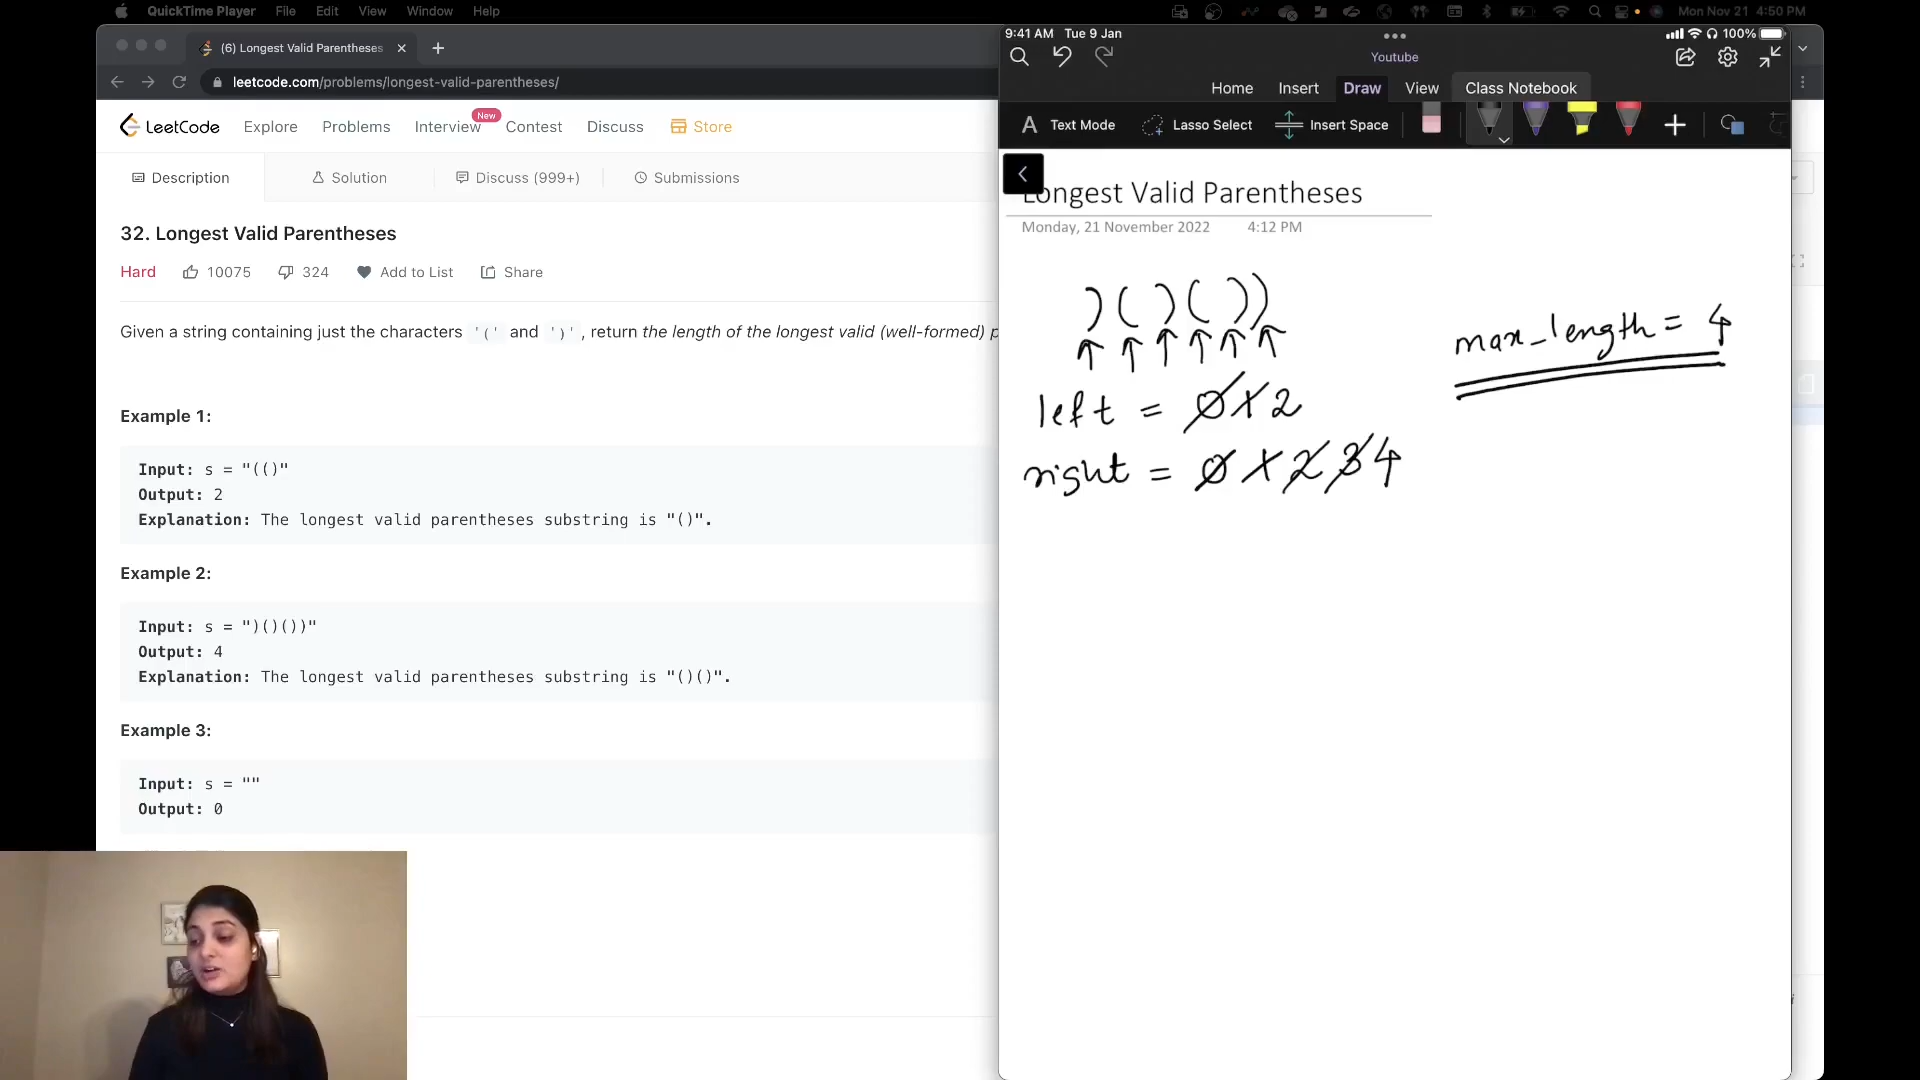 QuickTime Player File Edit View Window Help Mon Nov 21 4:50 PM
(6) Longest Valid Parentheses
leetcode.com/problems/longest-valid-parentheses/
LeetCode Explore Problems Interview New Contest Discuss Store
Description Solution Discuss (999+) Submissions
32. Longest Valid Parentheses
Hard 10075 324 Add to List Share
Given a string containing just the characters '(' and ')', return the length of the longest valid (well-formed) p
Example 1:
Input: s = "(()"
Output: 2
Explanation: The longest valid parentheses substring is "()".
Example 2:
Input: s = ")()())"
Output: 4
Explanation: The longest valid parentheses substring is "()()".
Example 3:
Input: s = ""
Output: 0
9:41 AM Tue 9 Jan 100%
Youtube
Home Insert Draw View Class Notebook
A Text Mode Lasso Select Insert Space
Longest Valid Parentheses
Monday, 21 November 2022 4:12 PM
)()())
max_length = 4
left = 0 1 2
right = 0 1 2 3 4